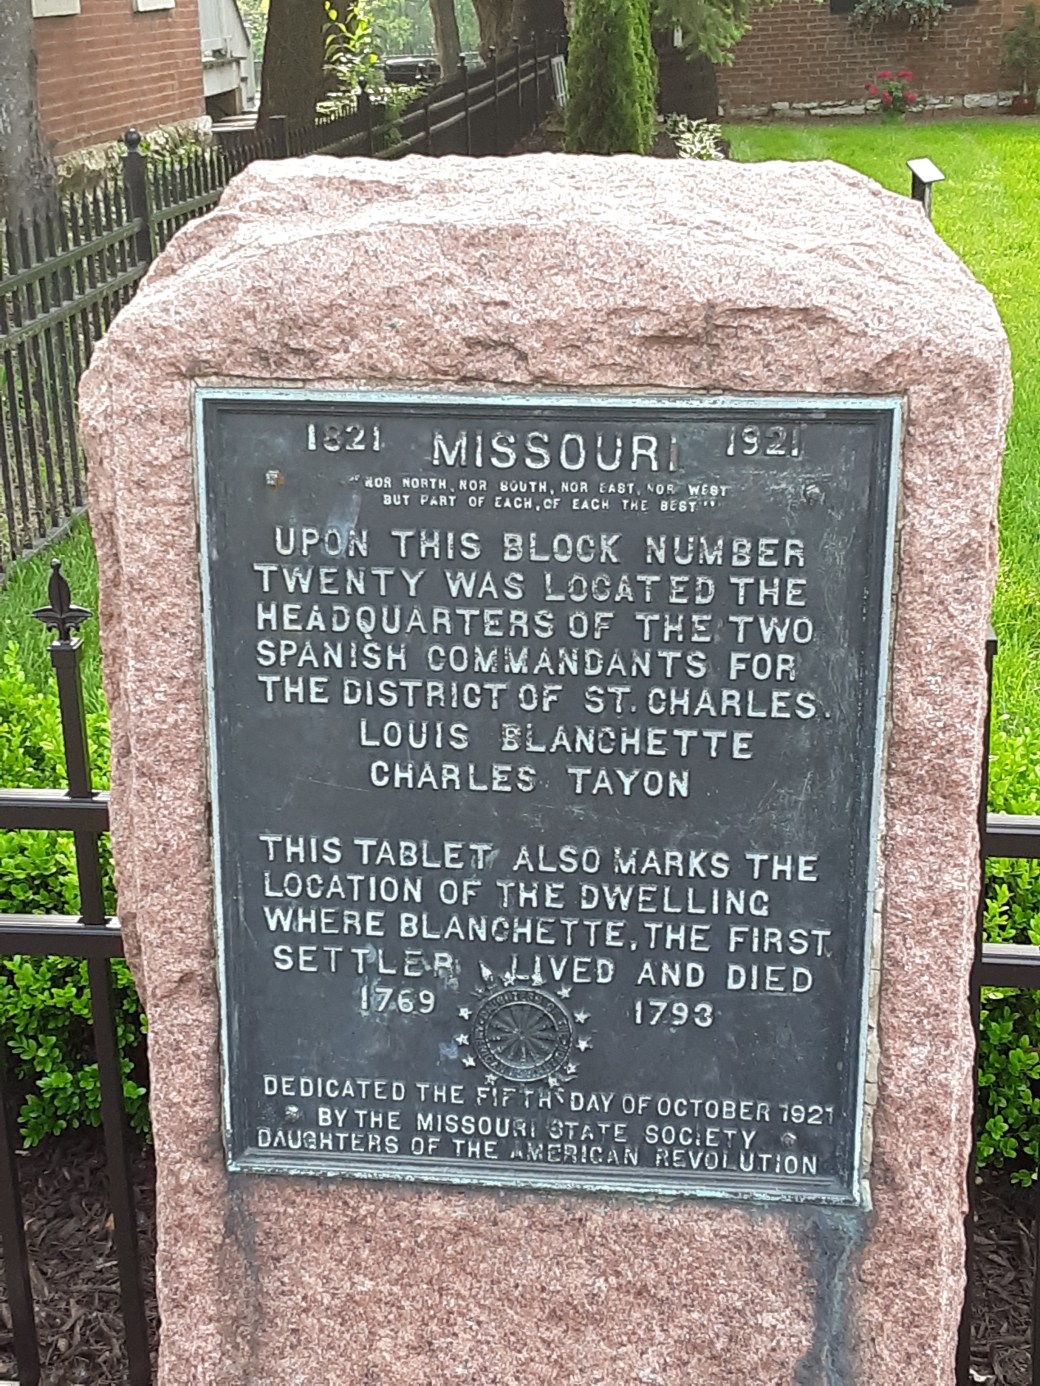 1821 MISSOURI 1921
"NOR NORTH, NOR SOUTH, NOR EAST, NOR WEST
BUT PART OF EACH, OF EACH THE BEST"
UPON THIS BLOCK NUMBER
TWENTY WAS LOCATED THE
HEADQUARTERS OF THE TWO
SPANISH COMMANDANTS FOR
THE DISTRICT OF ST. CHARLES.
LOUIS BLANCHETTE
CHARLES TAYON
THIS TABLET ALSO MARKS THE
LOCATION OF THE DWELLING
WHERE BLANCHETTE, THE FIRST
SETTLER LIVED AND DIED
1769 1793
DEDICATED THE FIFTH DAY OF OCTOBER 1921
BY THE MISSOURI STATE SOCIETY
DAUGHTERS OF THE AMERICAN REVOLUTION